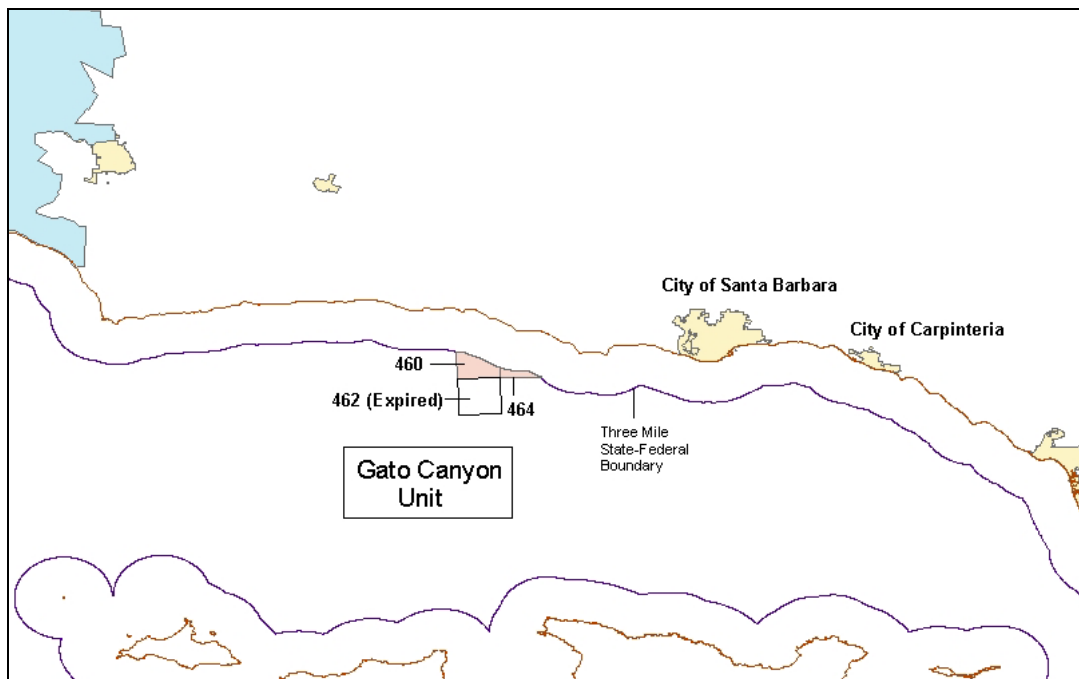 City of Santa Barbara
City of Carpinteria
460
462 (Expired)
464
Three Mile
State-Federal
Boundary
Gato Canyon
Unit